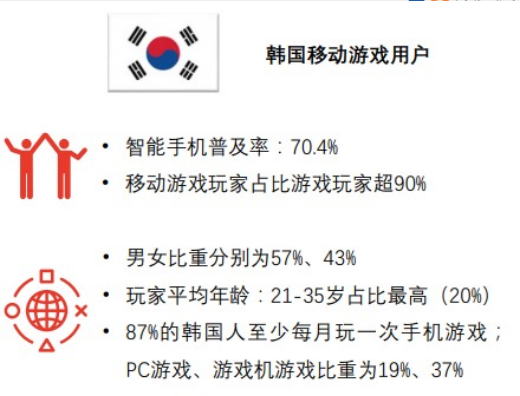 韩国移动游戏用户
• 智能手机普及率：70.4%
• 移动游戏玩家占比游戏玩家超90%
• 男女比重分别为57%、43%
• 玩家平均年龄：21-35岁占比最高（20%）
• 87%的韩国人至少每月玩一次手机游戏；
PC游戏、游戏机游戏比重为19%、37%